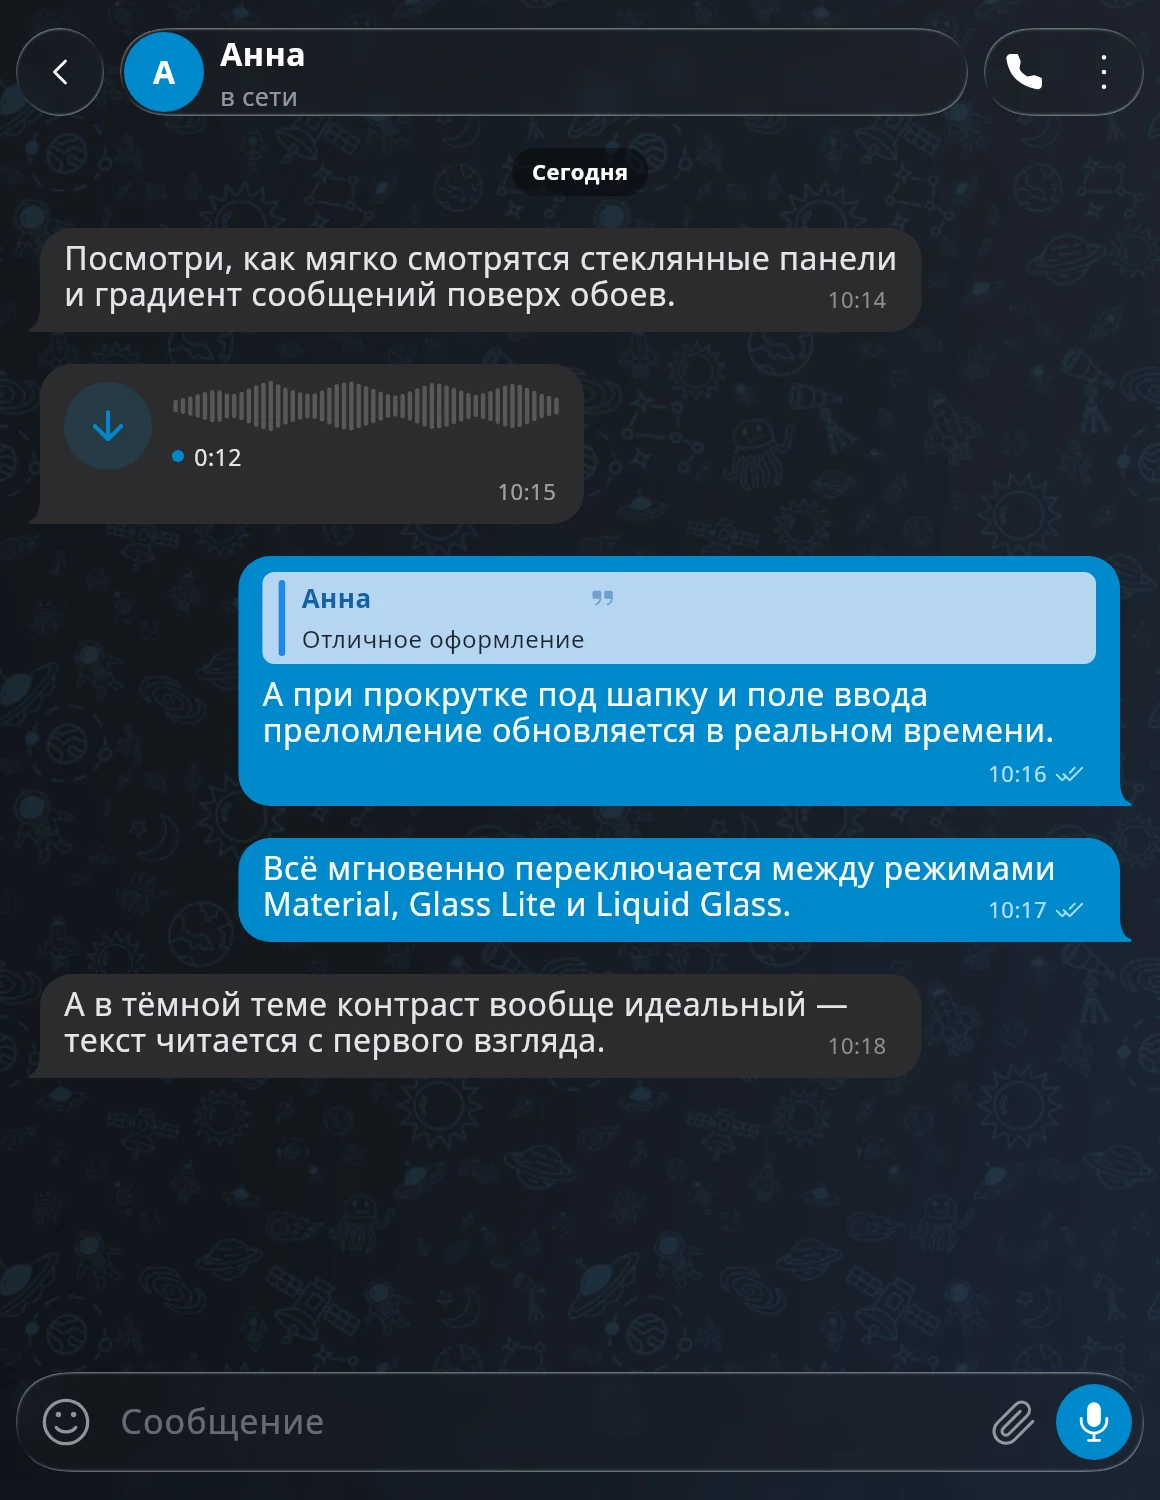 Анна
А
в сети
Сегодня
Посмотри, как мягко смотрятся стеклянные панели
и градиент сообщений поверх обоев.
10:14
0:12
10:15
Анна
Отличное оформление
А при прокрутке под шапку и поле ввода
преломление обновляется в реальном времени.
10:16
Всё мгновенно переключается между режимами
Material, Glass Lite и Liquid Glass.
10:17
А в тёмной теме контраст вообще идеальный —
текст читается с первого взгляда.
10:18
Сообщение